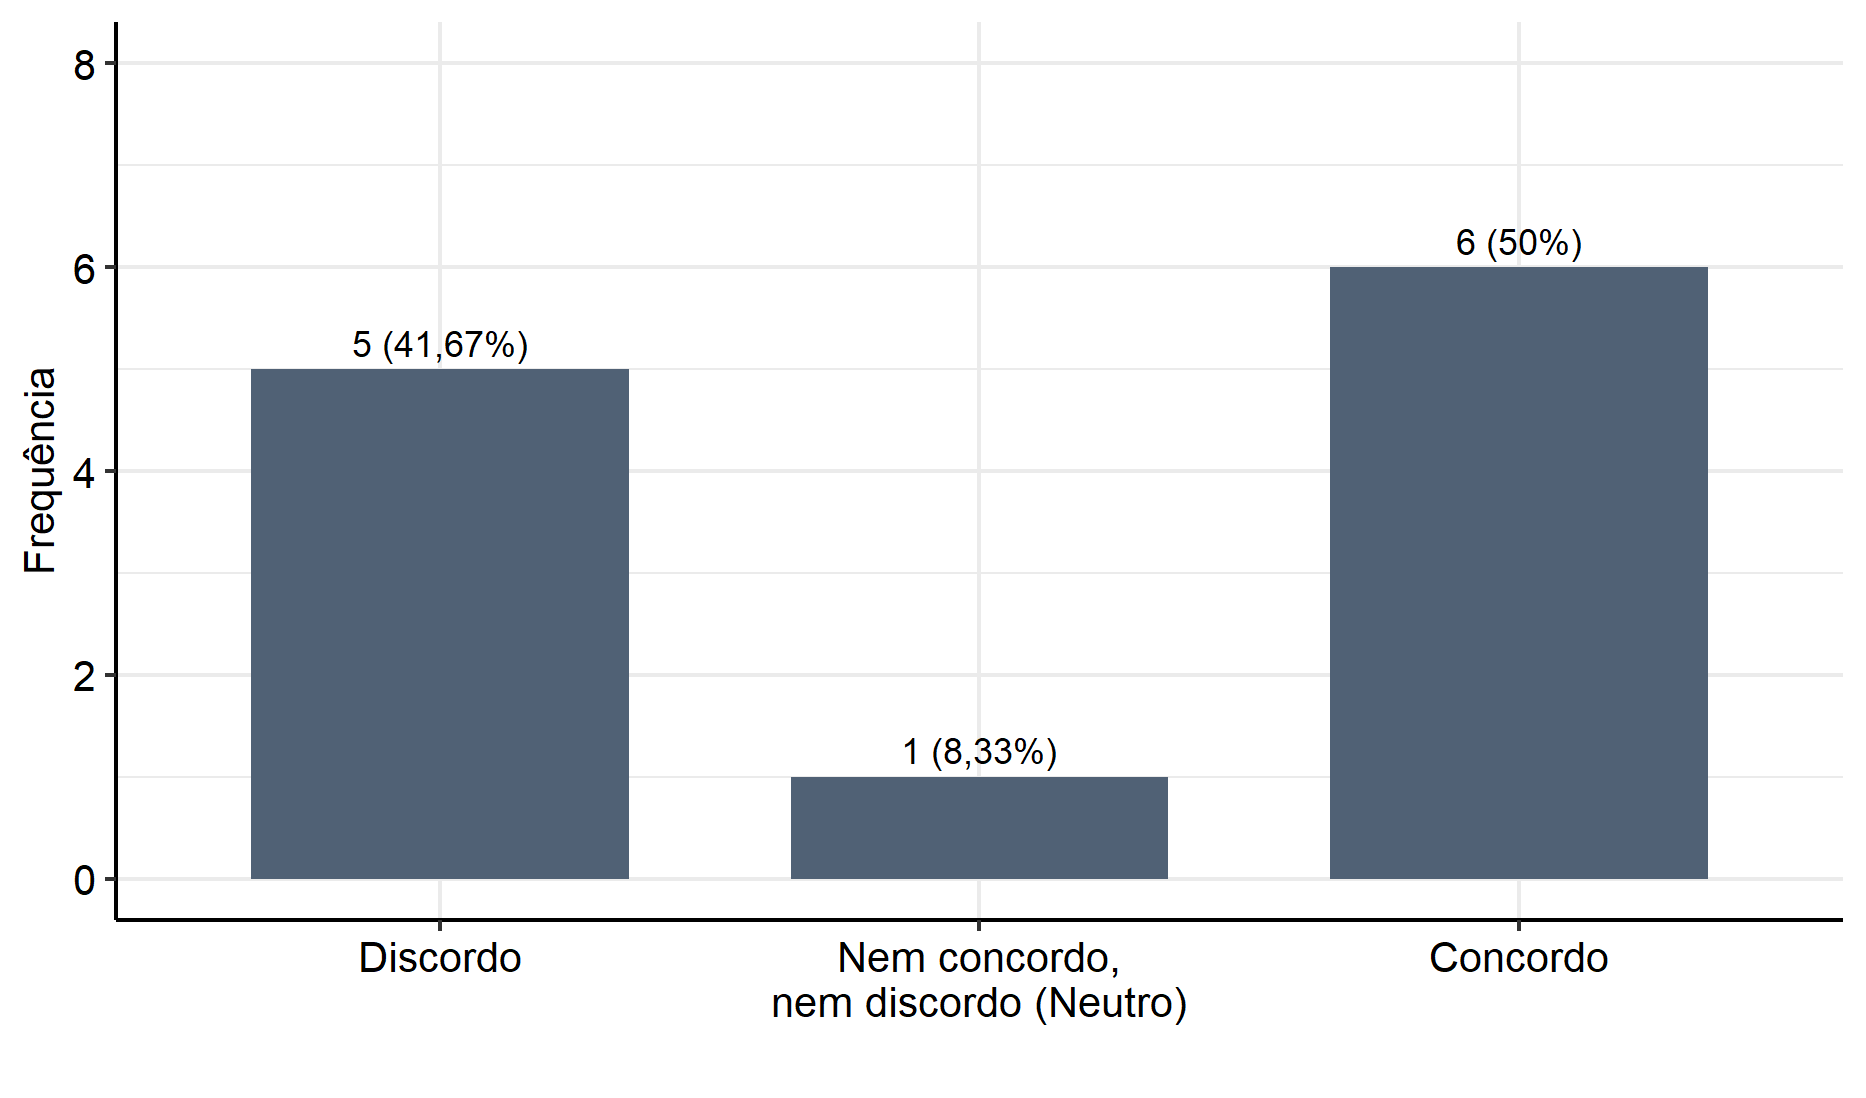 8
6
4
2
0
Frequência
5 (41,67%)
1 (8,33%)
6 (50%)
Discordo
Nem concordo,
nem discordo (Neutro)
Concordo